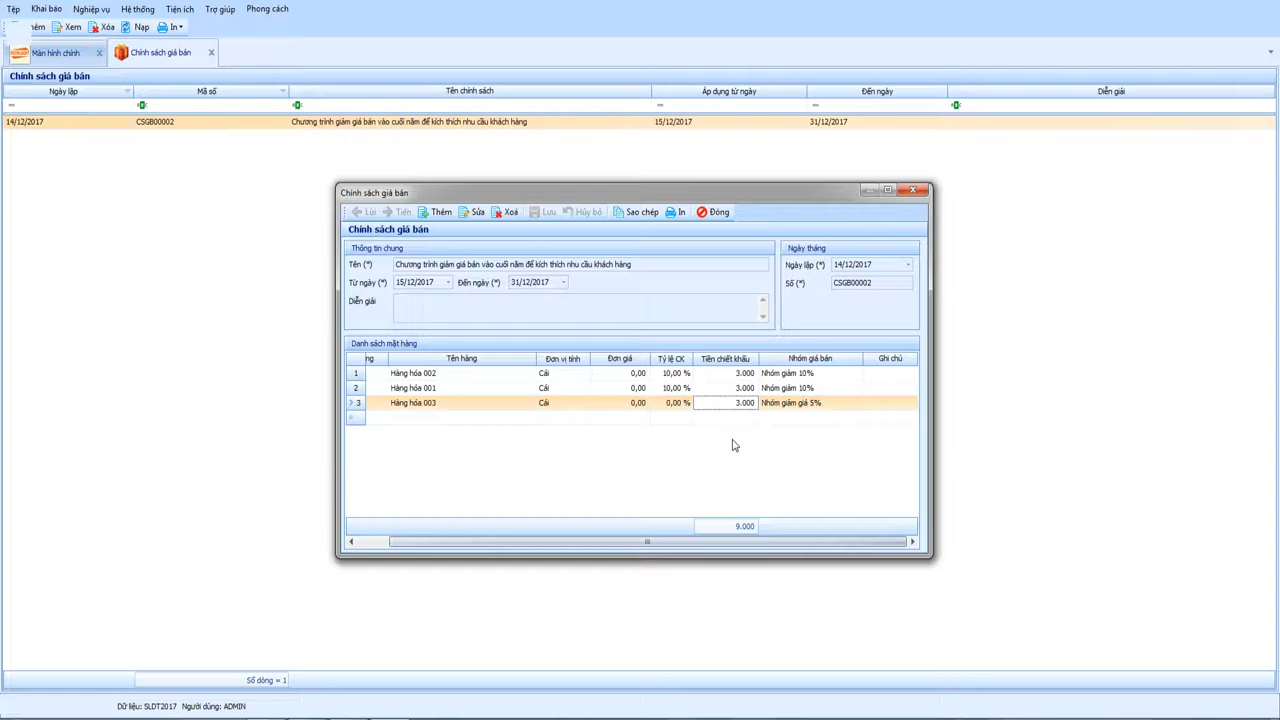 Tệp Khai báo Nghiệp vụ Hệ thống Tiện ích Trợ giúp Phong cách
Xem Xóa Nạp In
Màn hình chính Chính sách giá bán
Chính sách giá bán
Ngày lập Mã số Tên chính sách Áp dụng từ ngày Đến ngày Diễn giải
14/12/2017 CSGB00002 Chương trình giảm giá bán vào cuối năm để kích thích nhu cầu khách hàng 15/12/2017 31/12/2017
Chính sách giá bán
Lùi Tiến Thêm Sửa Xoá Lưu Hủy bỏ Sao chép In Đóng
Chính sách giá bán
Thông tin chung Ngày tháng
Tên (*) Chương trình giảm giá bán vào cuối năm để kích thích nhu cầu khách hàng Ngày lập (*) 14/12/2017
Từ ngày (*) 15/12/2017 Đến ngày (*) 31/12/2017 Số (*) CSGB00002
Diễn giải
Danh sách mặt hàng
ng Tên hàng Đơn vị tính Đơn giá Tỷ lệ CK Tiền chiết khấu Nhóm giá bán Ghi chú
1 Hàng hóa 002 Cái 0,00 10,00 % 3.000 Nhóm giảm 10%
2 Hàng hóa 001 Cái 0,00 10,00 % 3.000 Nhóm giảm 10%
3 Hàng hóa 003 Cái 0,00 0,00 % 3.000 Nhóm giảm giá 5%
9.000
Số dòng = 1
Dữ liệu: SLDT2017 Người dùng: ADMIN